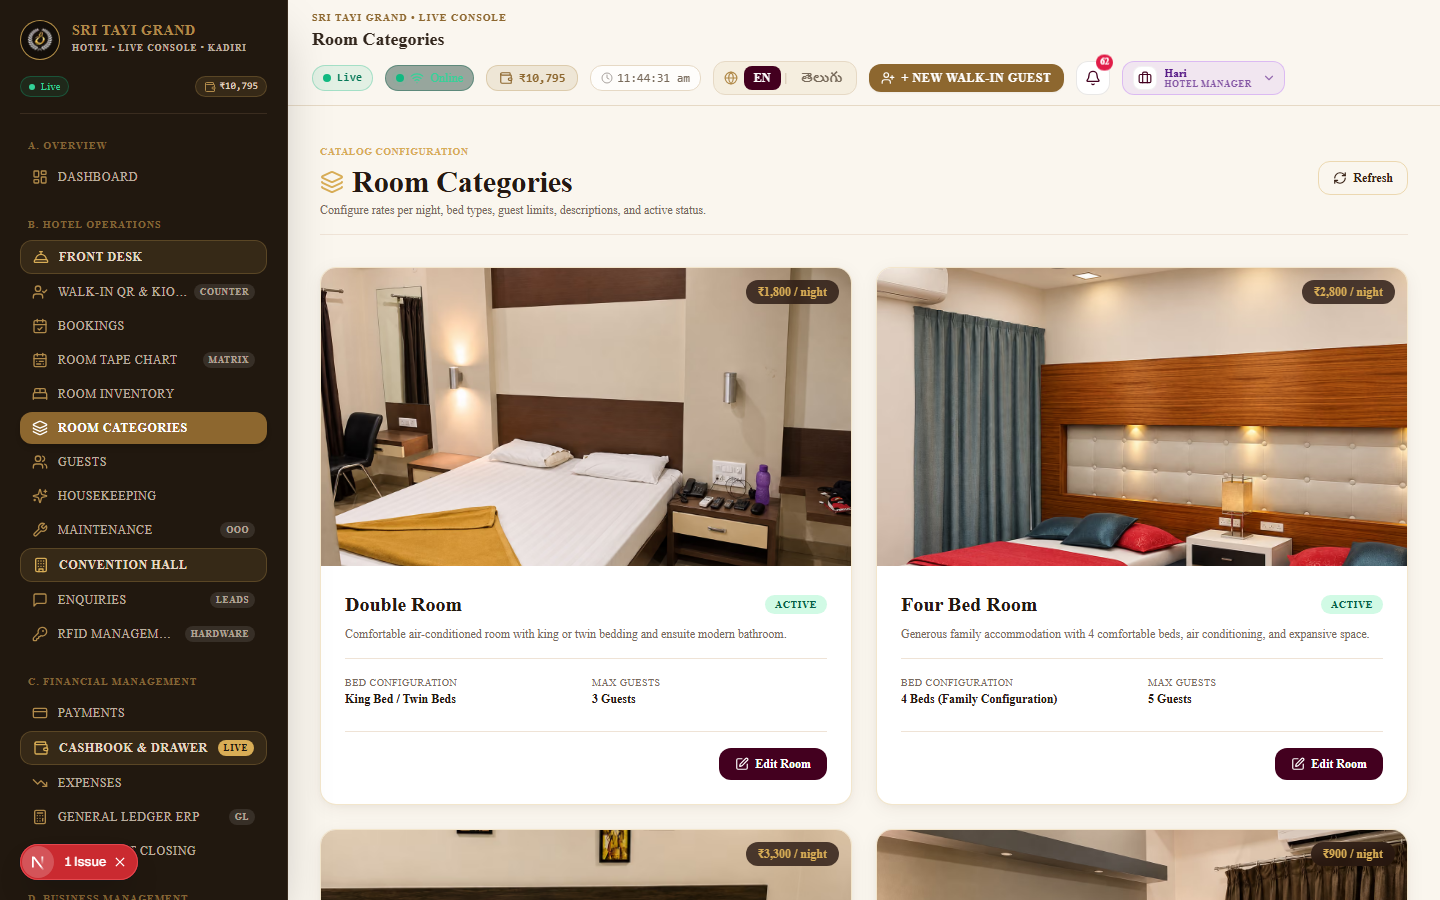 SRI TAYI GRAND
HOTEL • LIVE CONSOLE • KADIRI
Live
₹10,795
A. OVERVIEW
DASHBOARD
B. HOTEL OPERATIONS
FRONT DESK
WALK-IN QR & KIO... COUNTER
BOOKINGS
ROOM TAPE CHART MATRIX
ROOM INVENTORY
ROOM CATEGORIES
GUESTS
HOUSEKEEPING
MAINTENANCE OOO
CONVENTION HALL
ENQUIRIES LEADS
RFID MANAGEM... HARDWARE
C. FINANCIAL MANAGEMENT
PAYMENTS
CASHBOOK & DRAWER LIVE
EXPENSES
GENERAL LEDGER ERP GL
CLOSING
1 Issue
D. BUSINESS MANAGEMENT
SRI TAYI GRAND • LIVE CONSOLE
Room Categories
Live
₹10,795
11:44:31 am
EN | తెలుగు
+ NEW WALK-IN GUEST
62
Hari
HOTEL MANAGER
CATALOG CONFIGURATION
Room Categories
Configure rates per night, bed types, guest limits, descriptions, and active status.
Refresh
₹1,800 / night
Double Room
ACTIVE
Comfortable air-conditioned room with king or twin bedding and ensuite modern bathroom.
BED CONFIGURATION
King Bed / Twin Beds
MAX GUESTS
3 Guests
Edit Room
₹2,800 / night
Four Bed Room
ACTIVE
Generous family accommodation with 4 comfortable beds, air conditioning, and expansive space.
BED CONFIGURATION
4 Beds (Family Configuration)
MAX GUESTS
5 Guests
Edit Room
₹3,300 / night
₹900 / night